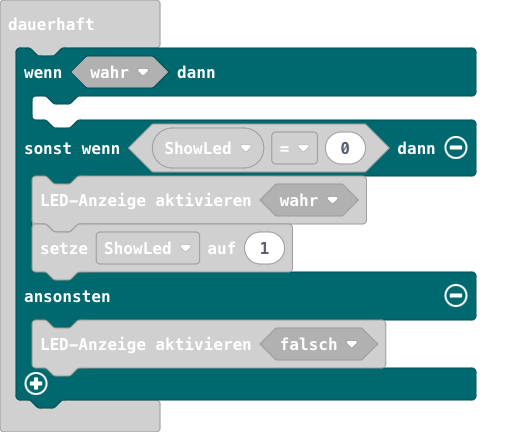 dauerhaft
wenn wahr dann
sonst wenn ShowLed = 0 dann
LED-Anzeige aktivieren wahr
setze ShowLed auf 1
ansonsten
LED-Anzeige aktivieren falsch